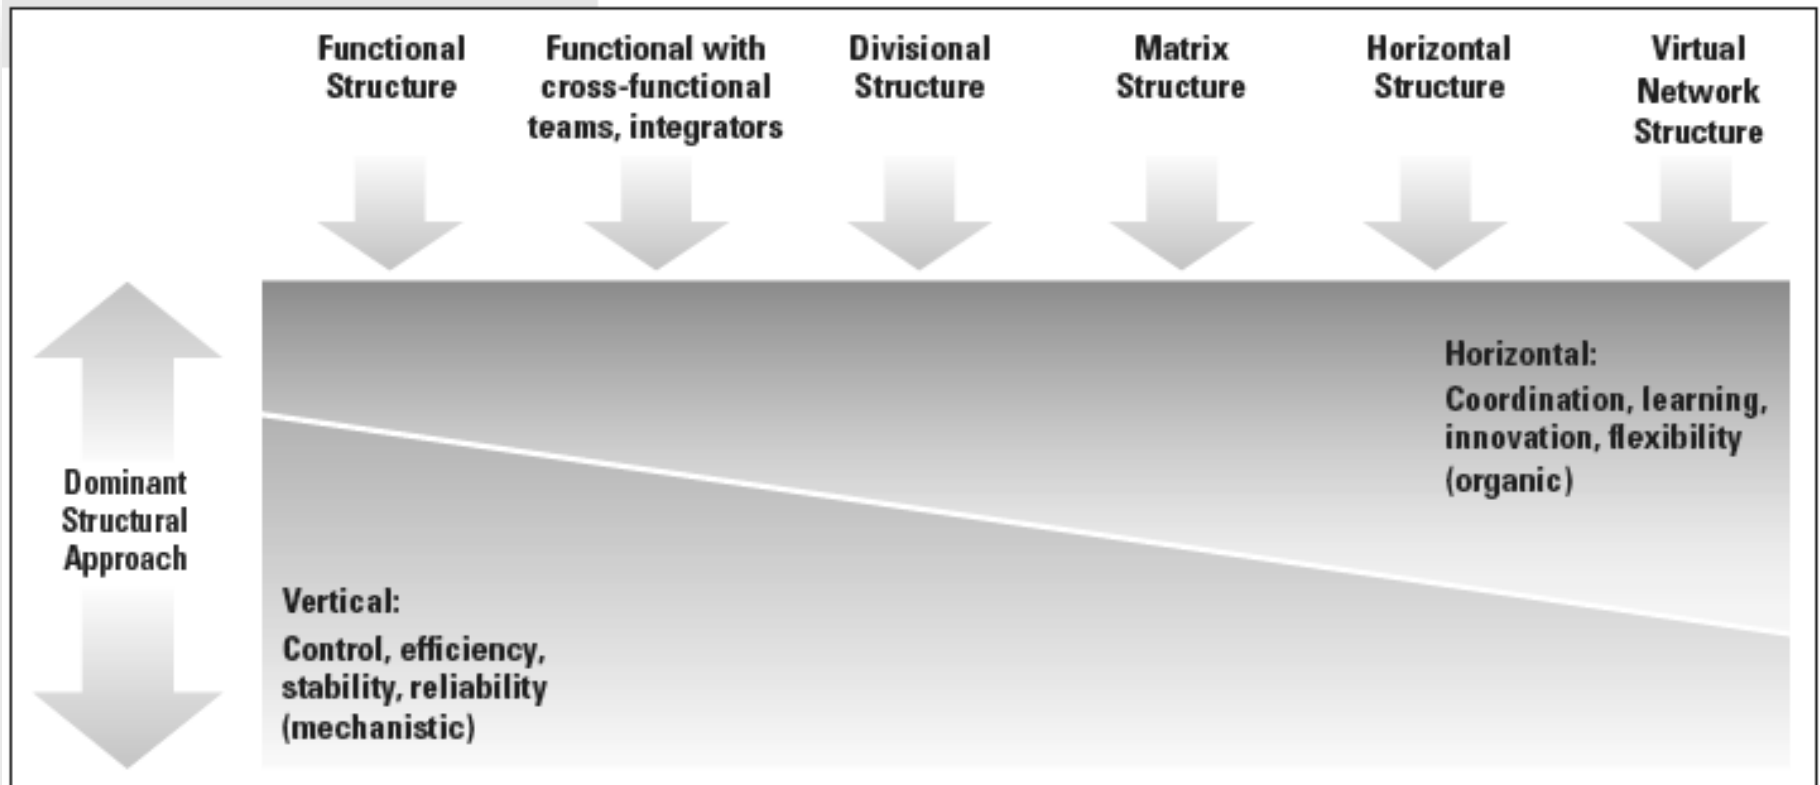 Functional
Structure
Functional with
cross-functional
teams, integrators
Divisional
Structure
Matrix
Structure
Horizontal
Structure
Virtual
Network
Structure
Dominant
Structural
Approach
Horizontal:
Coordination, learning,
innovation, flexibility
(organic)
Vertical:
Control, efficiency,
stability, reliability
(mechanistic)